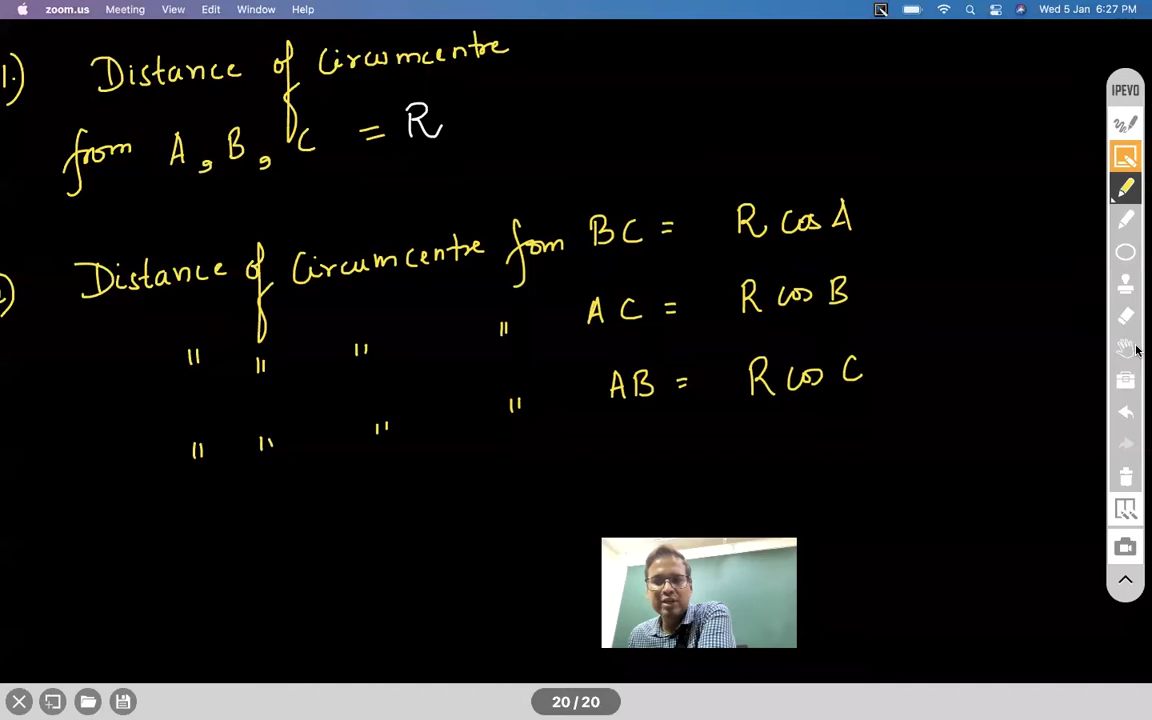 zoom.us Meeting View Edit Window Help Wed 5 Jan 6:27 PM
1.) Distance of Circumcentre
from A, B, C = R
Distance of Circumcentre from BC = R cos A
" " " " AC = R cos B
" " " " AB = R cos C
IPEVO
20/20